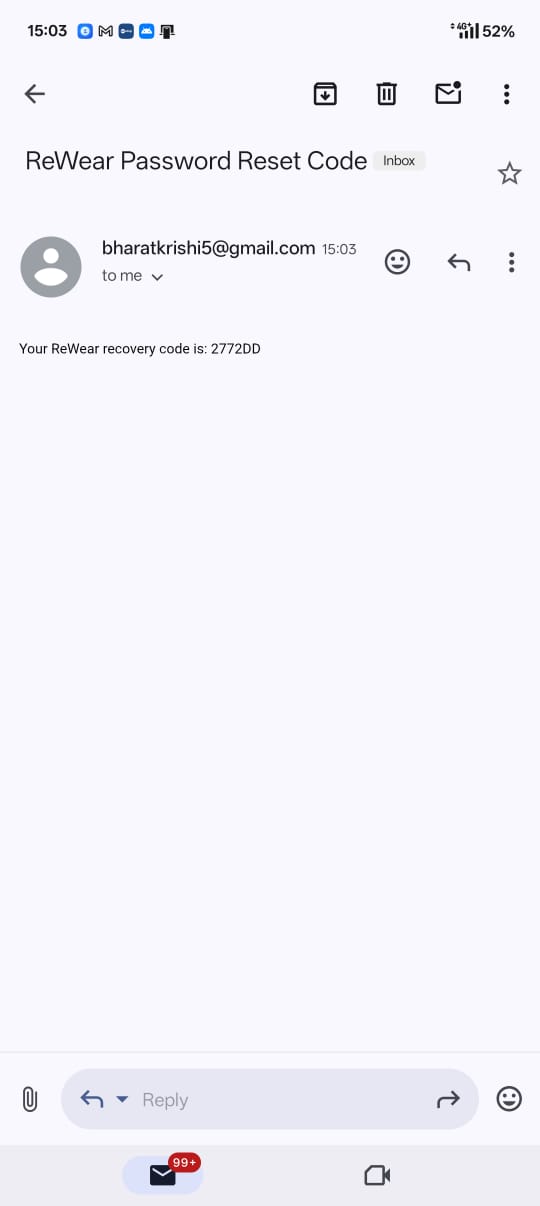 15:03 4G+ 52%
ReWear Password Reset Code Inbox
bharatkrishi5@gmail.com 15:03
to me
Your ReWear recovery code is: 2772DD
Reply
99+